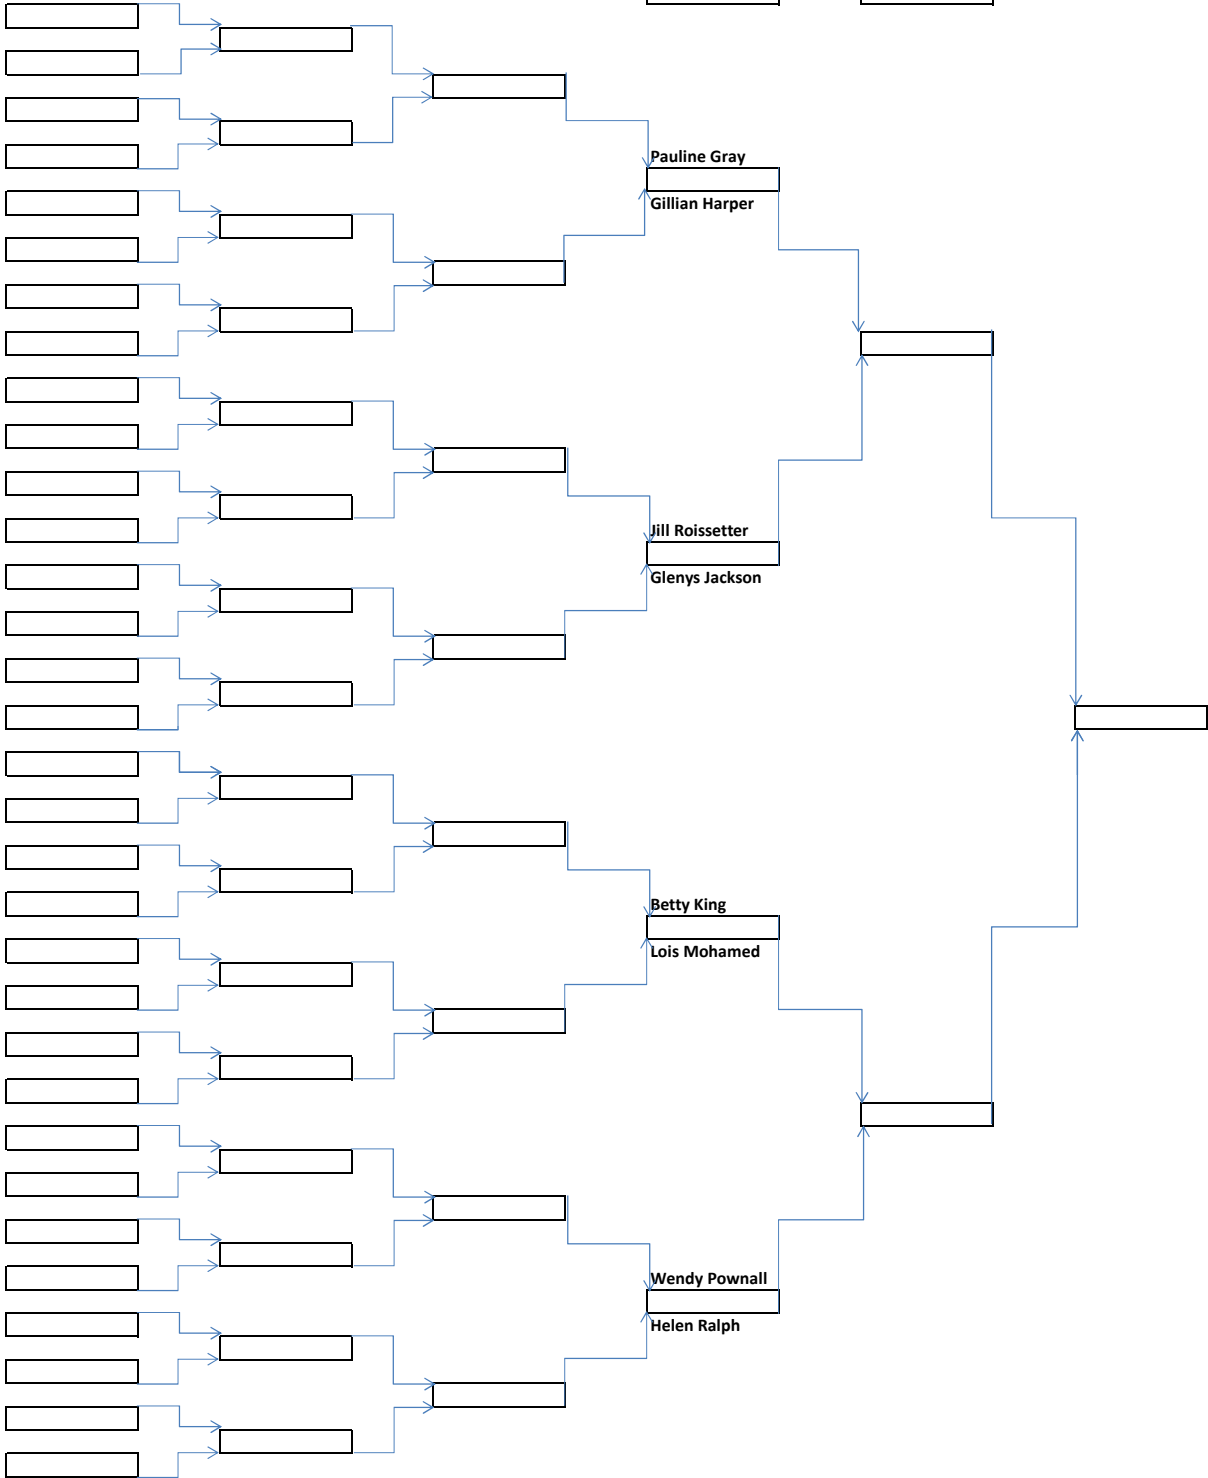 Pauline Gray
Gillian Harper
Jill Roissetter
Glenys Jackson
Betty King
Lois Mohamed
Wendy Pownall
Helen Ralph